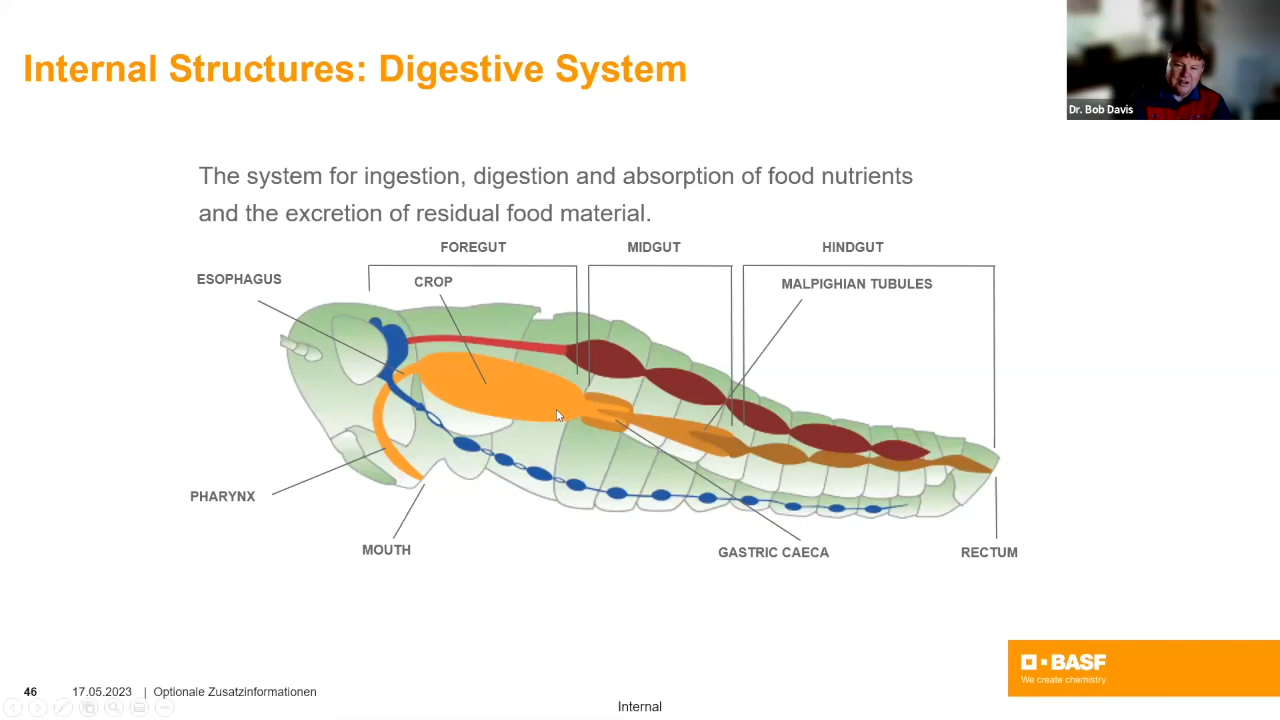 Internal Structures: Digestive System
Dr. Bob Davis
The system for ingestion, digestion and absorption of food nutrients
and the excretion of residual food material.
FOREGUT
MIDGUT
HINDGUT
ESOPHAGUS
CROP
MALPIGHIAN TUBULES
PHARYNX
MOUTH
GASTRIC CAECA
RECTUM
BASF
We create chemistry
46 17.05.2023 | Optionale Zusatzinformationen
Internal